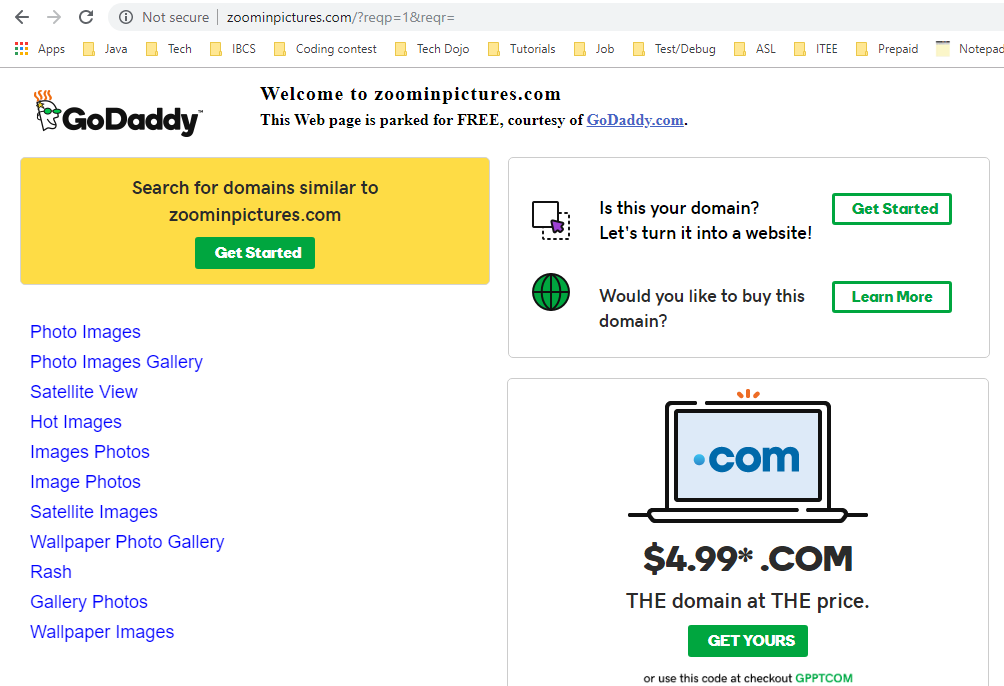 Not secure | zoominpictures.com/?reqp=1&reqr=
Apps Java Tech IBCS Coding contest Tech Dojo Tutorials Job Test/Debug ASL ITEE Prepaid Notepad
GoDaddy™
Welcome to zoominpictures.com
This Web page is parked for FREE, courtesy of GoDaddy.com.
Search for domains similar to
zoominpictures.com
Get Started
Is this your domain?
Let's turn it into a website!
Get Started
Would you like to buy this
domain?
Learn More
Photo Images
Photo Images Gallery
Satellite View
Hot Images
Images Photos
Image Photos
Satellite Images
Wallpaper Photo Gallery
Rash
Gallery Photos
Wallpaper Images
.com
$4.99* .COM
THE domain at THE price.
GET YOURS
or use this code at checkout GPPTCOM